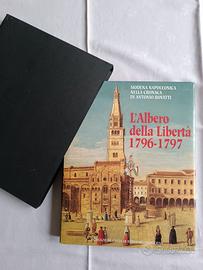 MODENA NAPOLEONICA
NELLA CRONACA
DI ANTONIO ROVATTI
L'Albero
della Libertà
1796-1797